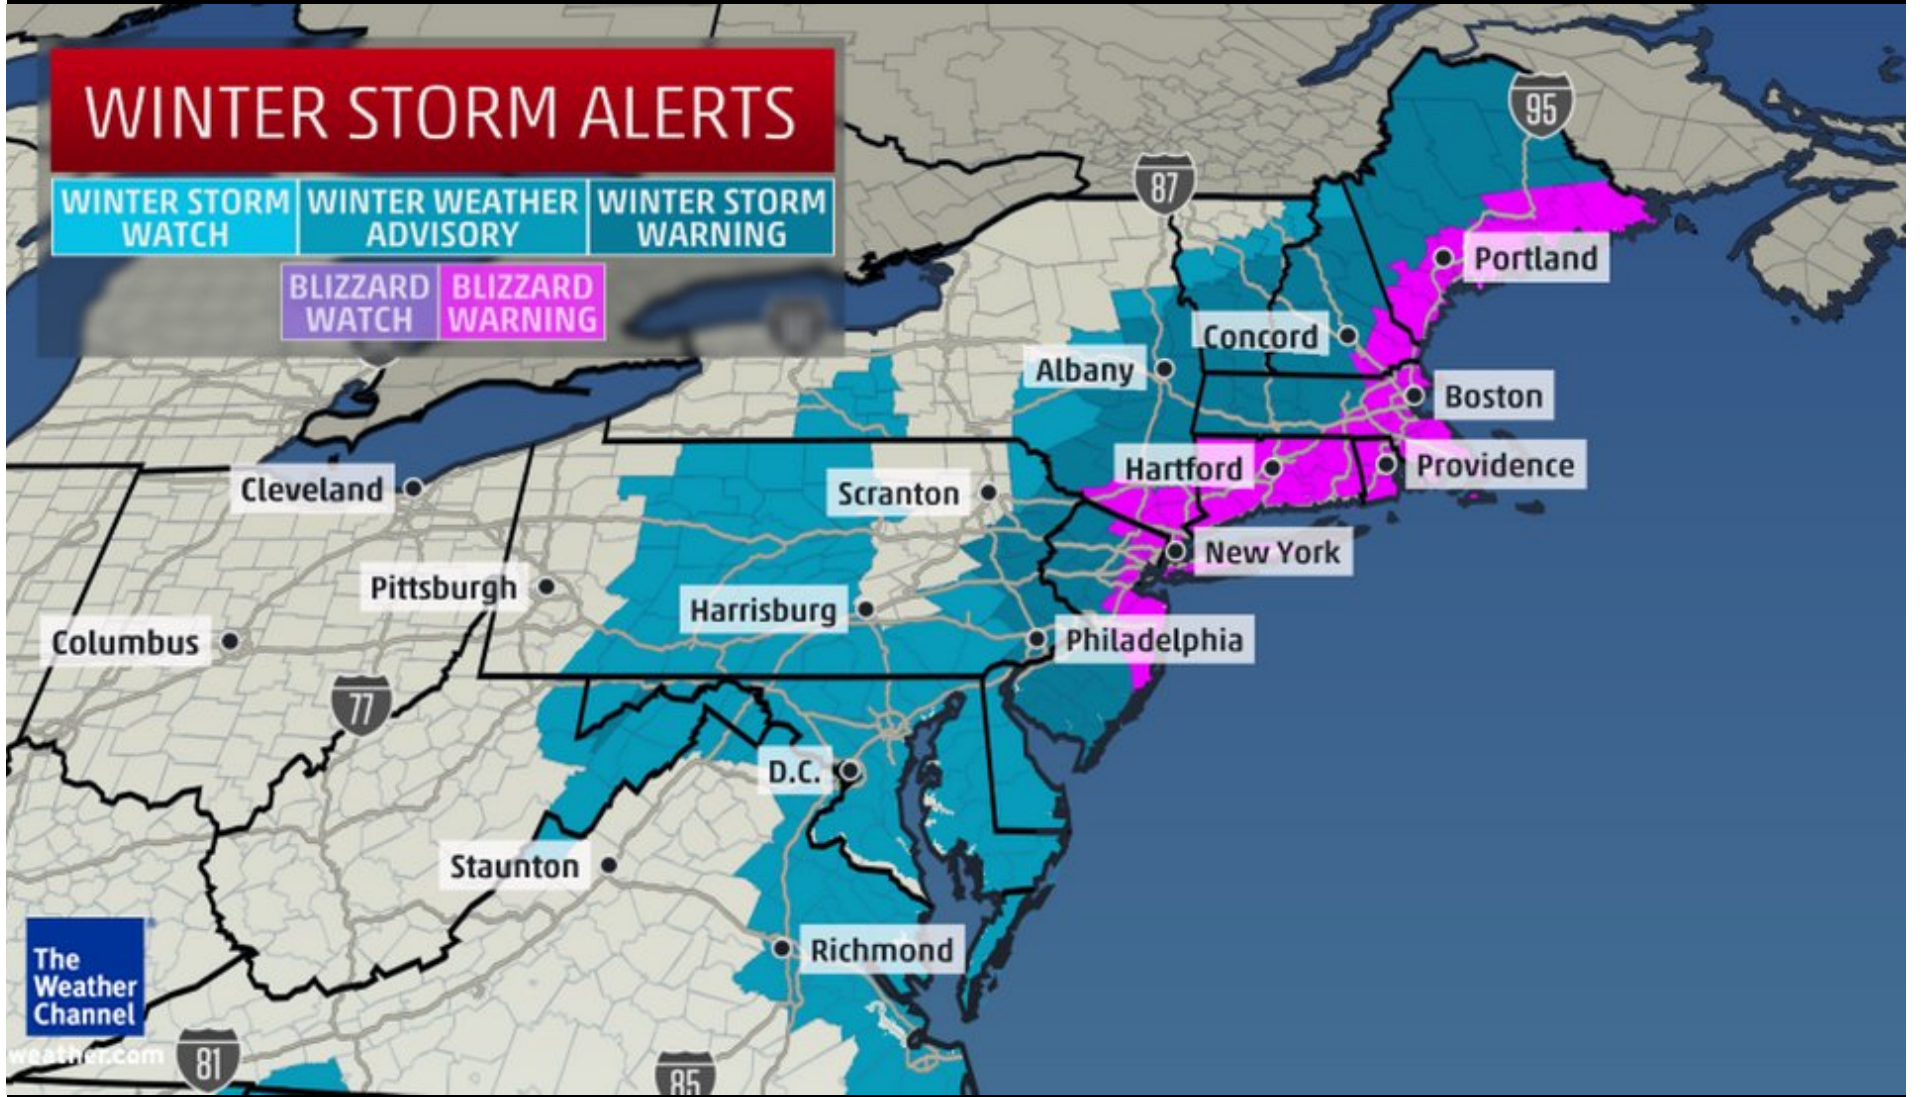 WINTER STORM ALERTS
WINTER STORM
WATCH
WINTER WEATHER
ADVISORY
WINTER STORM
WARNING
BLIZZARD
WATCH
BLIZZARD
WARNING
95
87
Portland
Concord
Albany
Boston
Hartford
Providence
Cleveland
Scranton
New York
Pittsburgh
Harrisburg
Columbus
Philadelphia
77
D.C.
Staunton
Richmond
The
Weather
Channel
weather.com
81
85